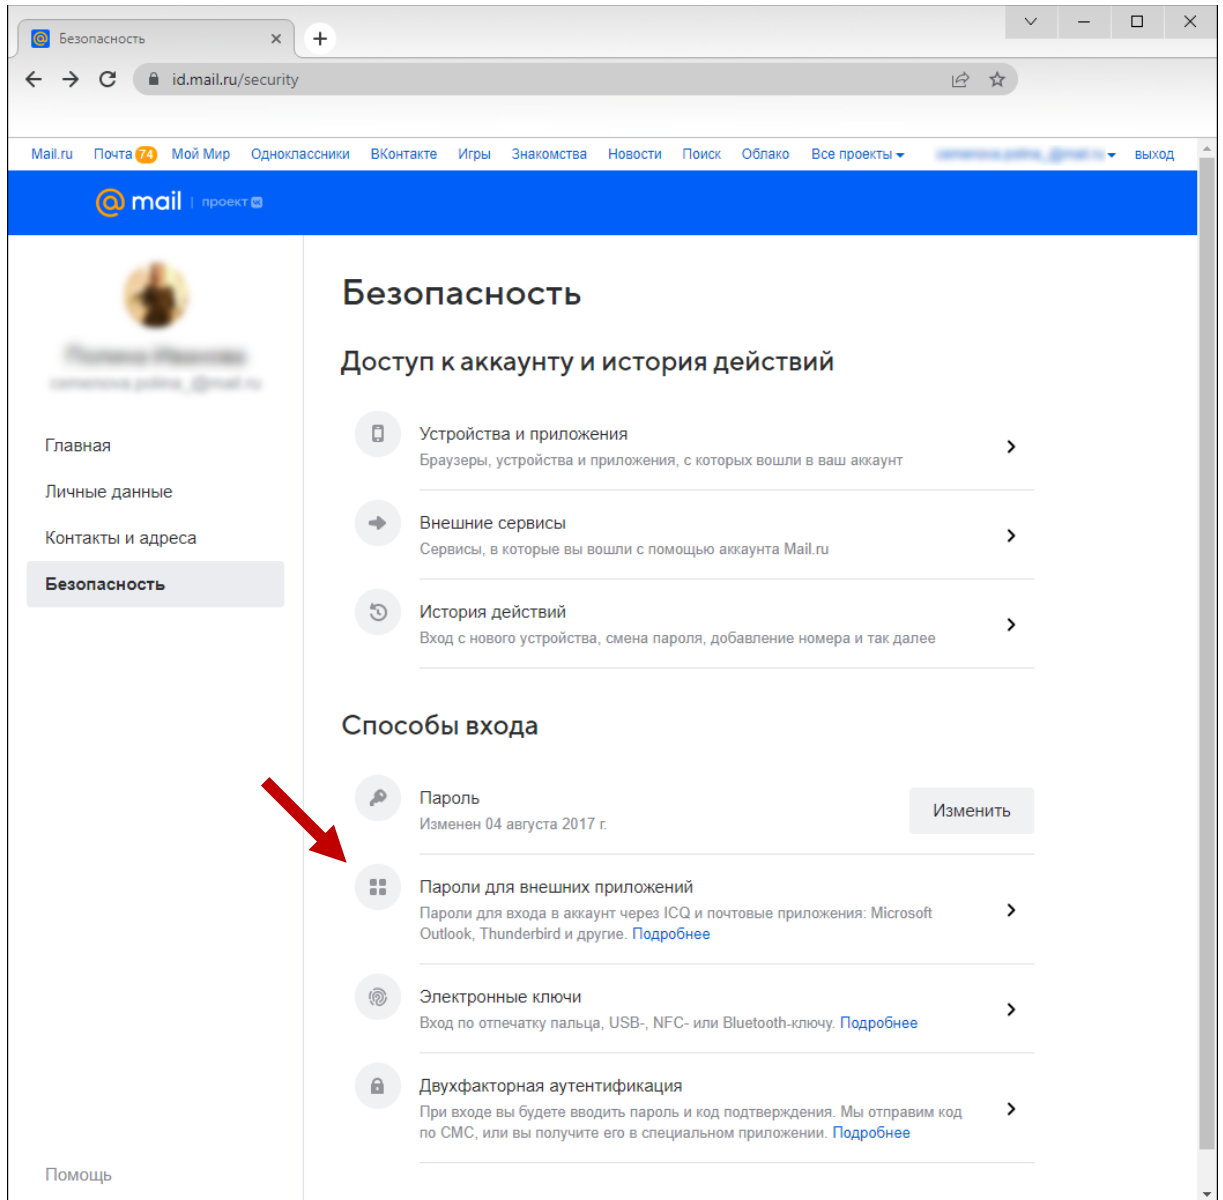 Безопасность
id.mail.ru/security
Mail.ru Почта 74 Мой Мир Одноклассники ВКонтакте Игры Знакомства Новости Поиск Облако Все проекты выход
mail | проект
Безопасность
Доступ к аккаунту и история действий
Главная
Личные данные
Контакты и адреса
Безопасность
Помощь
Устройства и приложения
Браузеры, устройства и приложения, с которых вошли в ваш аккаунт
Внешние сервисы
Сервисы, в которые вы вошли с помощью аккаунта Mail.ru
История действий
Вход с нового устройства, смена пароля, добавление номера и так далее
Способы входа
Пароль
Изменен 04 августа 2017 г.
Изменить
Пароли для внешних приложений
Пароли для входа в аккаунт через ICQ и почтовые приложения: Microsoft
Outlook, Thunderbird и другие. Подробнее
Электронные ключи
Вход по отпечатку пальца, USB-, NFC- или Bluetooth-ключу. Подробнее
Двухфакторная аутентификация
При входе вы будете вводить пароль и код подтверждения. Мы отправим код
по СМС, или вы получите его в специальном приложении. Подробнее